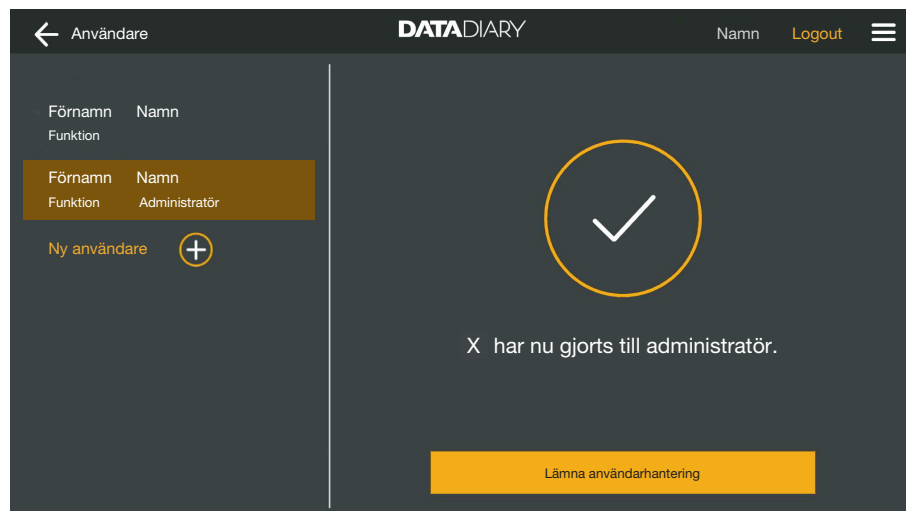 Användare DATADIARY Namn Logout
Förnamn Namn
Funktion
Förnamn Namn
Funktion Administratör
Ny användare
X har nu gjorts till administratör.
Lämna användarhantering